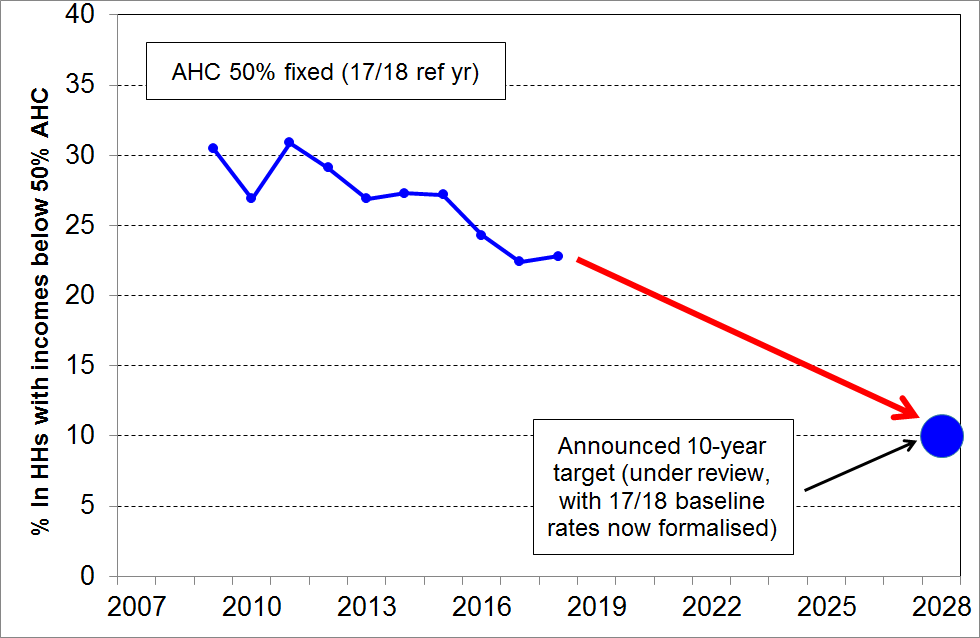 40
AHC 50% fixed (17/18 ref yr)
35
30
25
20
15
10
5
0
% In HHs with incomes below 50% AHC
Announced 10-year
target (under review,
with 17/18 baseline
rates now formalised)
2007 2010 2013 2016 2019 2022 2025 2028